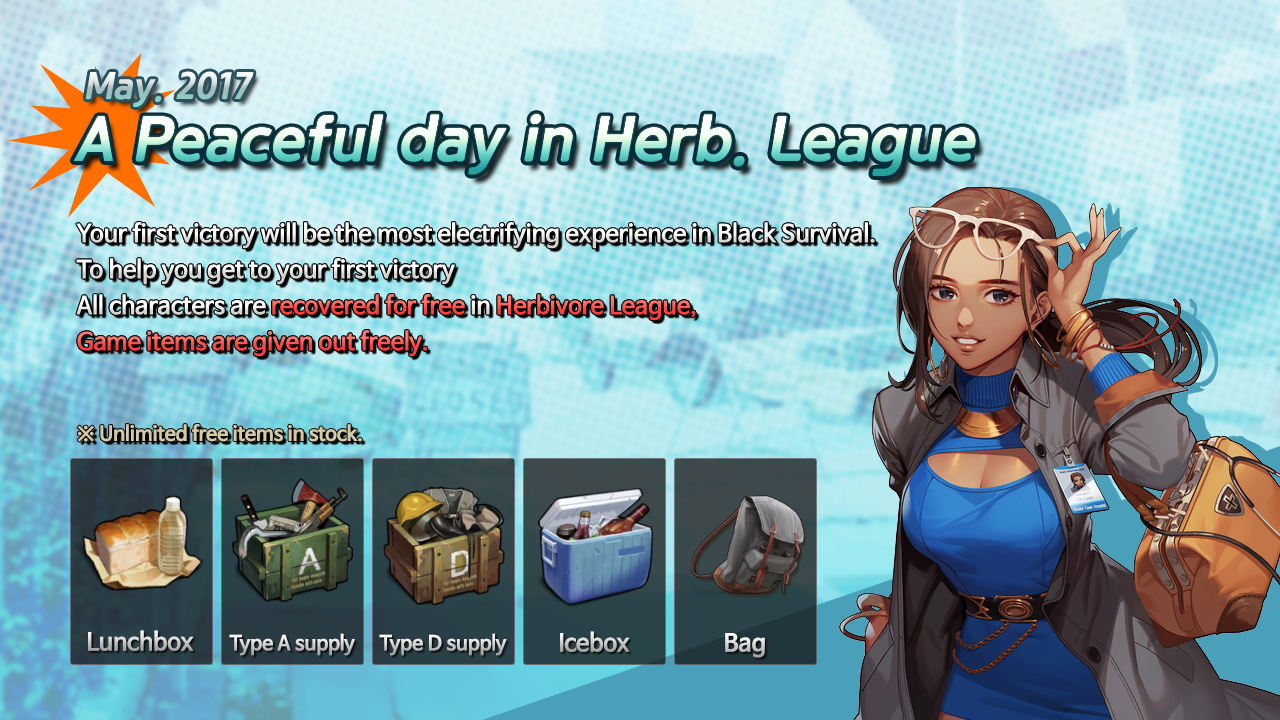 May. 2017
A Peaceful day in Herb. League
Your first victory will be the most electrifying experience in Black Survival.
To help you get to your first victory
All characters are recovered for free in Herbivore League,
Game items are given out freely.
※ Unlimited free items in stock.
A
D
Lunchbox
Type A supply
Type D supply
Icebox
Bag